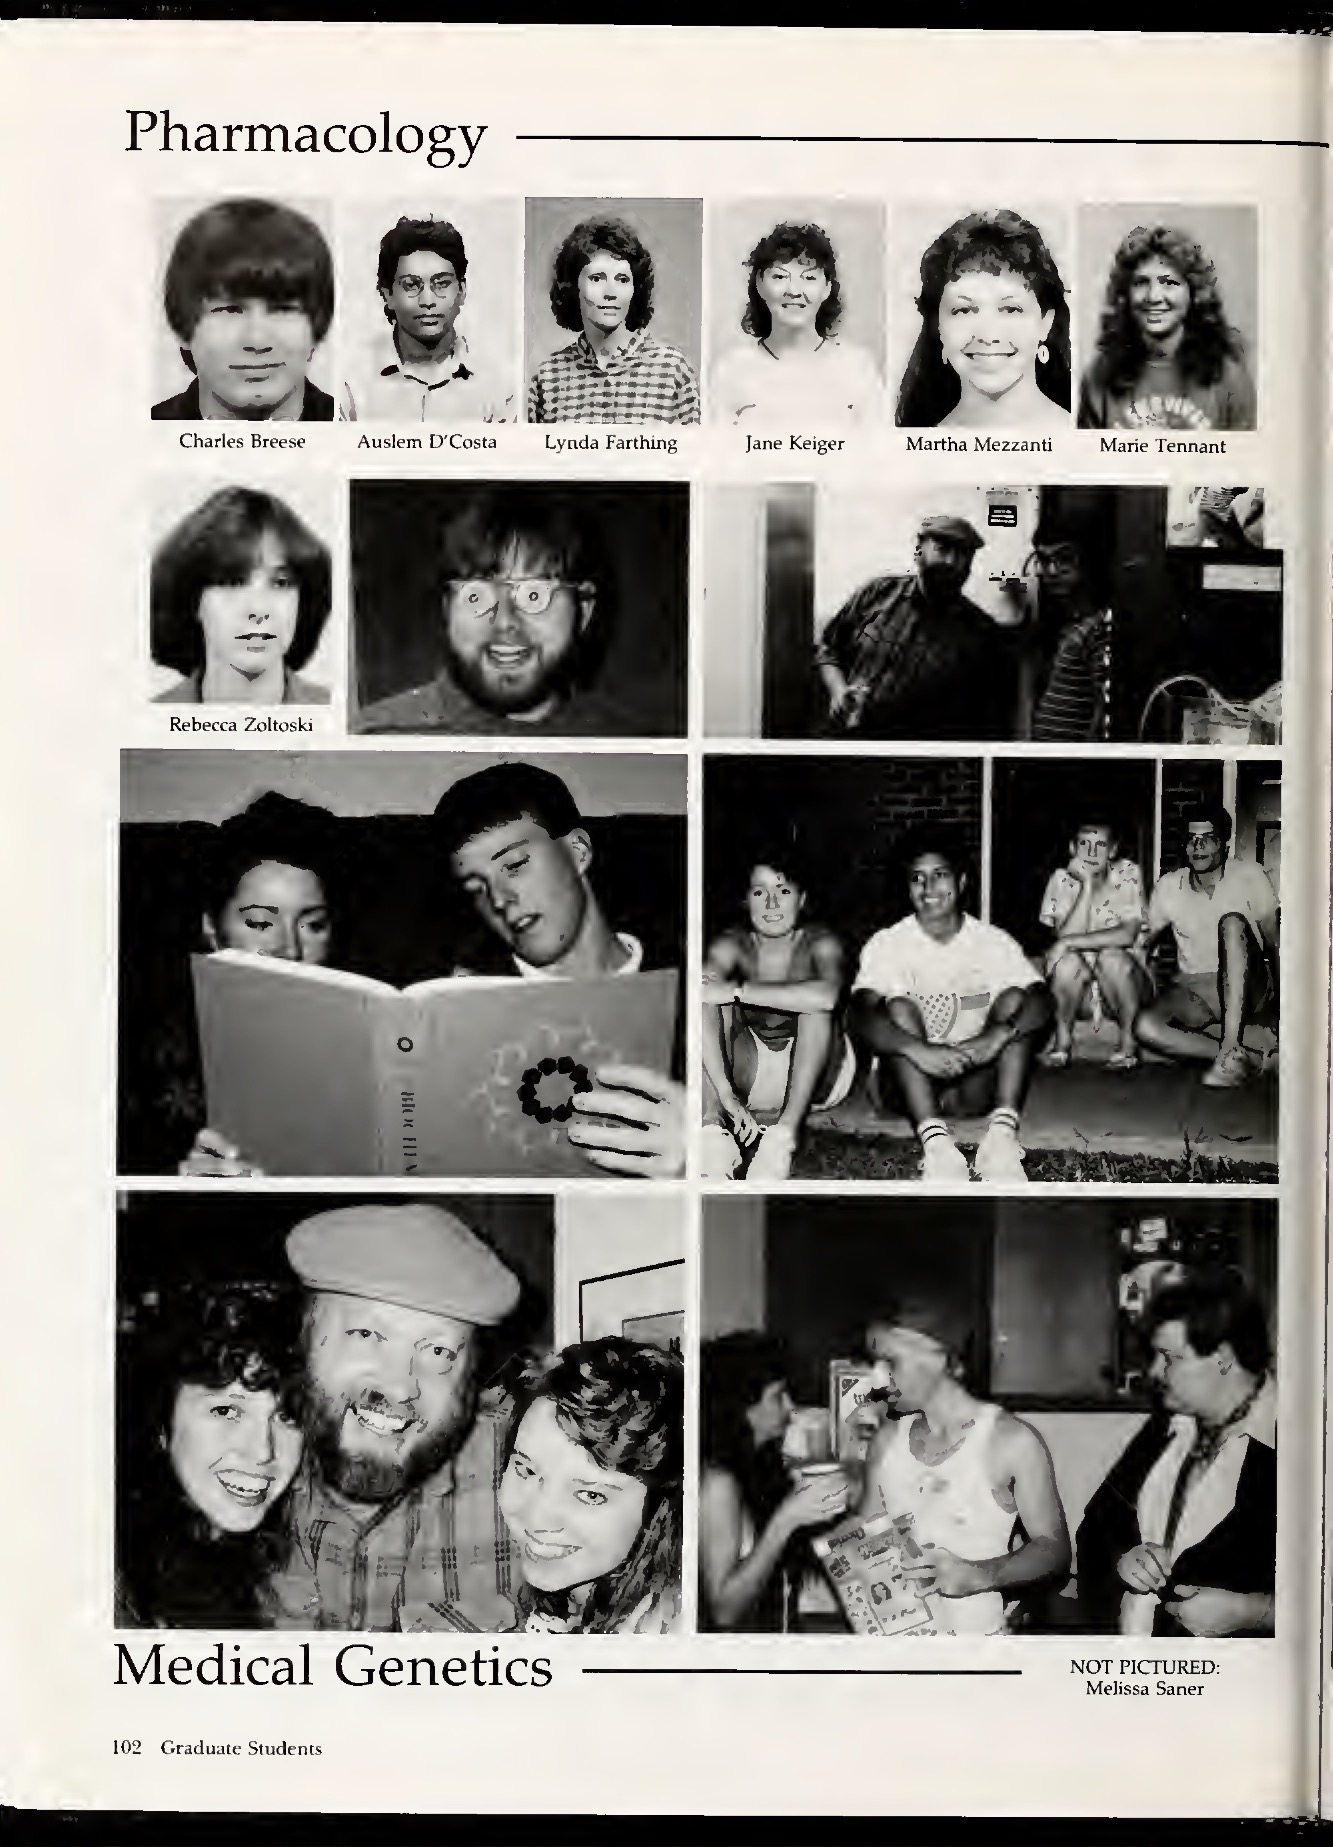 Pharmacology
Charles Breese
Auslem D'Costa
Lynda Farthing
Jane Keiger
Martha Mezzanti
Marie Tennant
Rebecca Zoltoski
Medical Genetics
NOT PICTURED:
Melissa Saner
102 Graduate Students